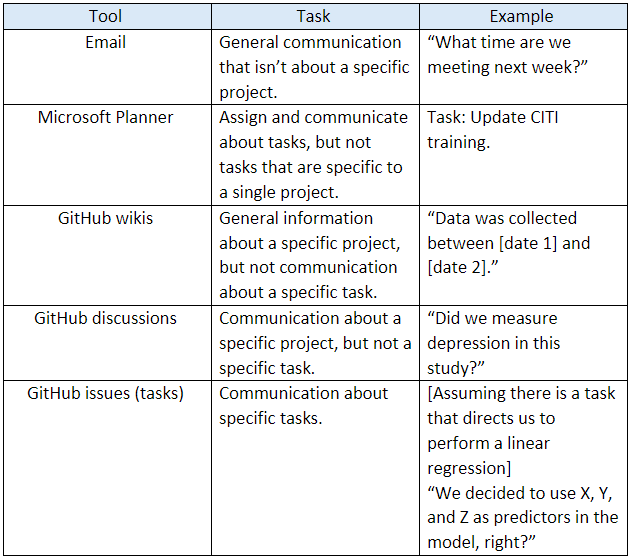 Tool Task Example
Email General communication “What time are we
that isn’t about a specific meeting next week?”
project.
Microsoft Planner Assign and communicate Task: Update CITI
about tasks, but not training.
tasks that are specific to
a single project.
GitHub wikis General information “Data was collected
about a specific project, between [date 1] and
but not communication [date 2].”
about a specific task.
GitHub discussions Communication about a “Did we measure
specific project, but not a depression in this
specific task. study?”
GitHub issues (tasks) Communication about [Assuming there is a task
specific tasks. that directs us to
perform a linear
regression]
“We decided to use X, Y,
and Z as predictors in the
model, right?”